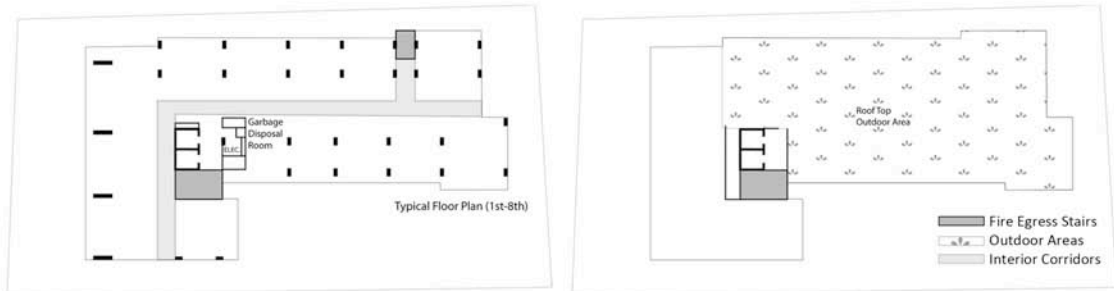 Garbage
Disposal
Room
ELEC.
Typical Floor Plan (1st-8th)
Roof Top
Outdoor Area
Fire Egress Stairs
Outdoor Areas
Interior Corridors